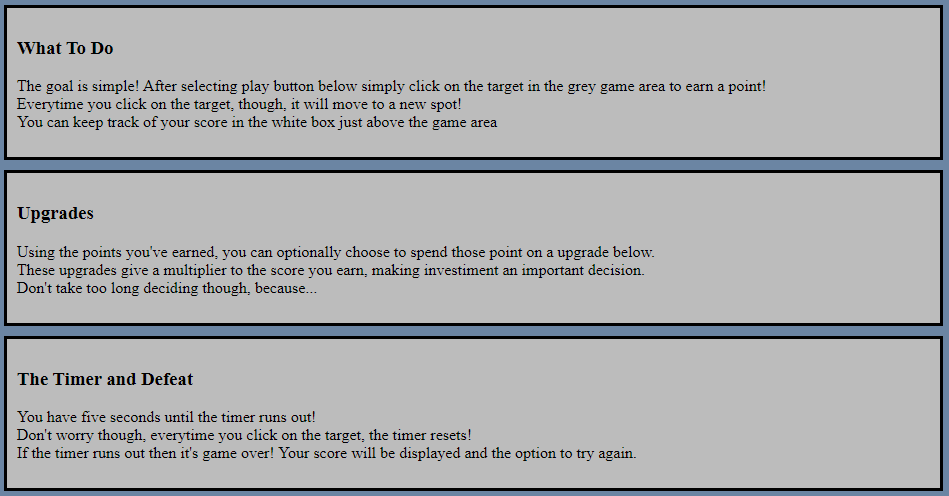 What To Do
The goal is simple! After selecting play button below simply click on the target in the grey game area to earn a point!
Everytime you click on the target, though, it will move to a new spot!
You can keep track of your score in the white box just above the game area
Upgrades
Using the points you've earned, you can optionally choose to spend those point on a upgrade below.
These upgrades give a multiplier to the score you earn, making investiment an important decision.
Don't take too long deciding though, because...
The Timer and Defeat
You have five seconds until the timer runs out!
Don't worry though, everytime you click on the target, the timer resets!
If the timer runs out then it's game over! Your score will be displayed and the option to try again.